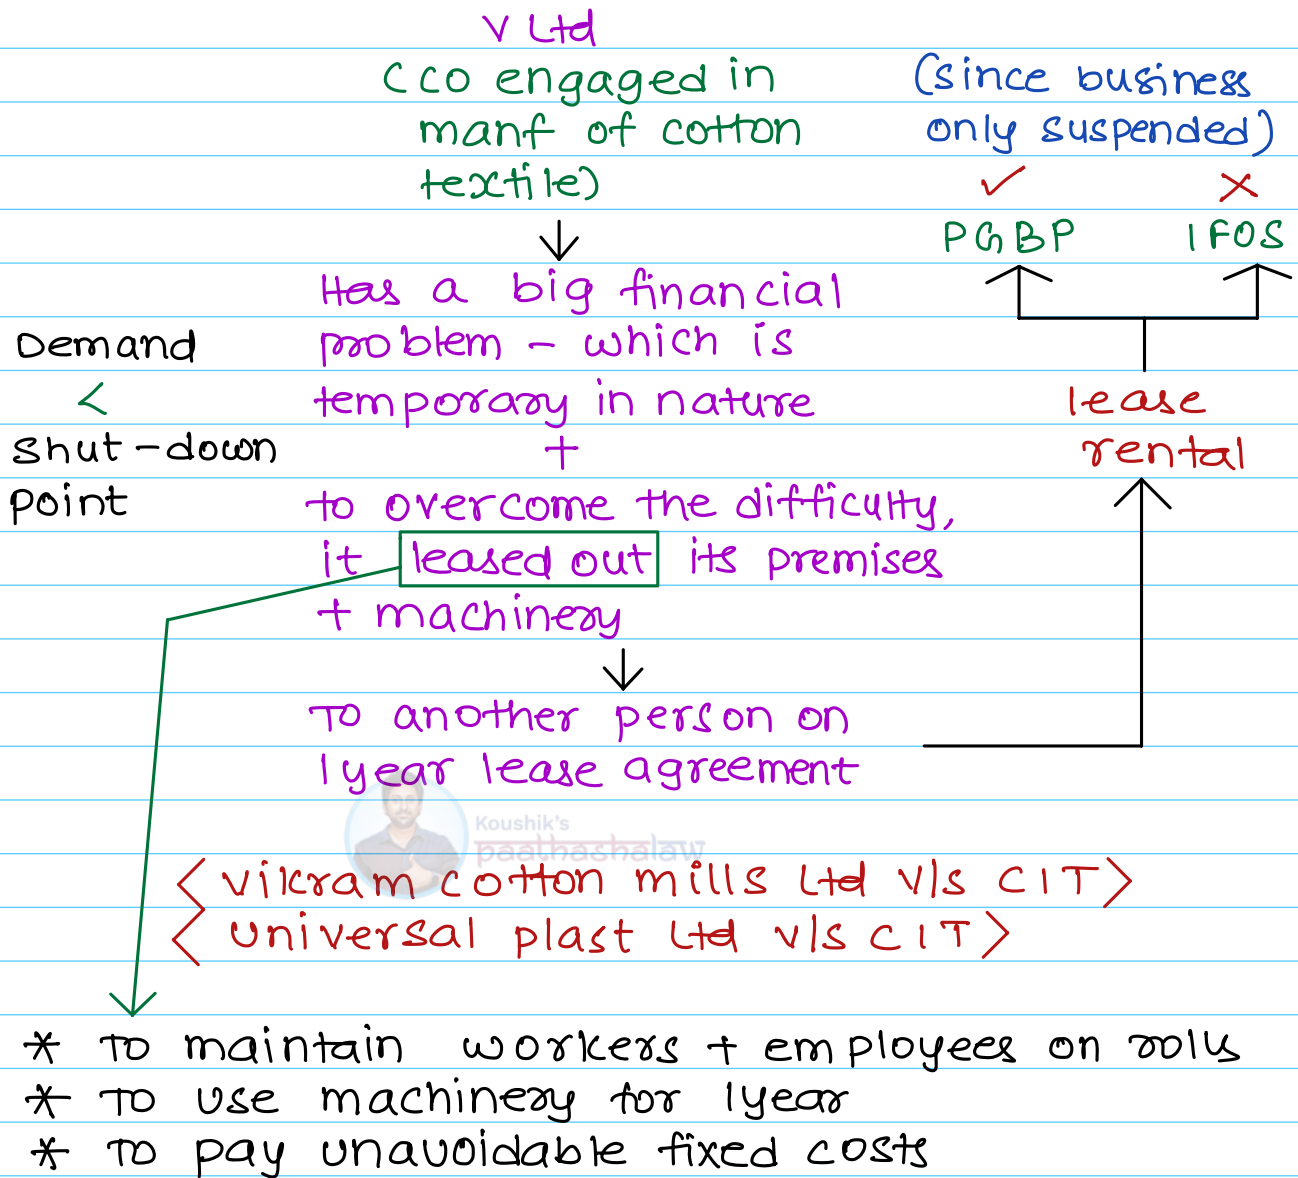 V Ltd
(co engaged in
manf of cotton
textile)
(since business
only suspended)
✓ ✗
PGBP IFOS
Has a big financial
problem - which is
temporary in nature
+
to overcome the difficulty,
it leased out its premises
+ machinery
Demand
<
Shut-down
point
lease
rental
To another person on
1year lease agreement
Koushik's
paathashalaw
<Vikram cotton mills Ltd V/s CIT>
<Universal plast Ltd V/s CIT>
* To maintain workers + employees on rolls
* To use machinery for 1year
* To pay unavoidable fixed costs